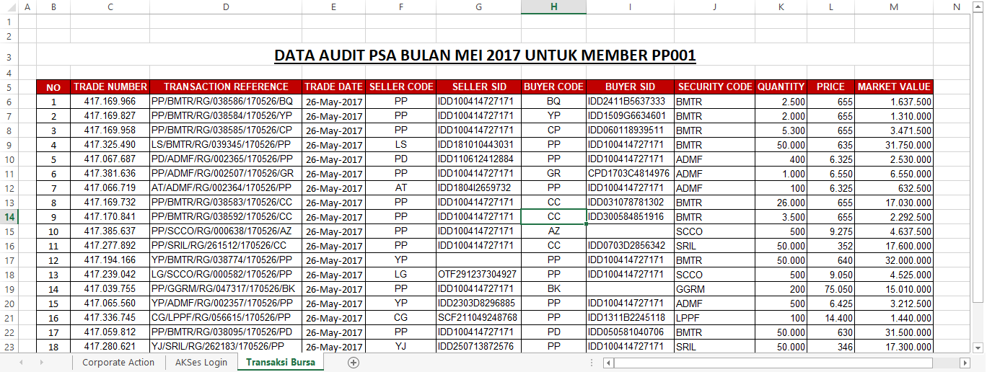 A B C D E F G H I J K L M N
1
2
3 DATA AUDIT PSA BULAN MEI 2017 UNTUK MEMBER PP001
4
5 NO TRADE NUMBER TRANSACTION REFERENCE TRADE DATE SELLER CODE SELLER SID BUYER CODE BUYER SID SECURITY CODE QUANTITY PRICE MARKET VALUE
6 1 417.169.966 PP/BMTR/RG/038586/170526/BQ 26-May-2017 PP IDD100414727171 BQ IDD2411B5637333 BMTR 2.500 655 1.637.500
7 2 417.169.827 PP/BMTR/RG/038584/170526/YP 26-May-2017 PP IDD100414727171 YP IDD1509G6634601 BMTR 2.000 655 1.310.000
8 3 417.169.958 PP/BMTR/RG/038585/170526/CP 26-May-2017 PP IDD100414727171 CP IDD060118939511 BMTR 5.300 655 3.471.500
9 4 417.325.490 LS/BMTR/RG/039345/170526/PP 26-May-2017 LS IDD181010443031 PP IDD100414727171 BMTR 50.000 635 31.750.000
10 5 417.067.687 PD/ADMF/RG/002365/170526/PP 26-May-2017 PD IDD110612412884 PP IDD100414727171 ADMF 400 6.325 2.530.000
11 6 417.381.636 PP/ADMF/RG/002507/170526/GR 26-May-2017 PP IDD100414727171 GR CPD1703C4814976 ADMF 1.000 6.550 6.550.000
12 7 417.066.719 AT/ADMF/RG/002364/170526/PP 26-May-2017 AT IDD1804I2659732 PP IDD100414727171 ADMF 100 6.325 632.500
13 8 417.169.732 PP/BMTR/RG/038583/170526/CC 26-May-2017 PP IDD100414727171 CC IDD031078781302 BMTR 26.000 655 17.030.000
14 9 417.170.841 PP/BMTR/RG/038592/170526/CC 26-May-2017 PP IDD100414727171 CC IDD300584851916 BMTR 3.500 655 2.292.500
15 10 417.385.637 PP/SCCO/RG/000638/170526/AZ 26-May-2017 PP IDD100414727171 AZ SCCO 500 9.275 4.637.500
16 11 417.277.892 PP/SRIL/RG/261512/170526/CC 26-May-2017 PP IDD100414727171 CC IDD0703D2856342 SRIL 50.000 352 17.600.000
17 12 417.194.166 YP/BMTR/RG/038774/170526/PP 26-May-2017 YP PP IDD100414727171 BMTR 50.000 640 32.000.000
18 13 417.239.042 LG/SCCO/RG/000582/170526/PP 26-May-2017 LG OTF291237304927 PP IDD100414727171 SCCO 500 9.050 4.525.000
19 14 417.039.755 PP/GGRM/RG/047317/170526/BK 26-May-2017 PP IDD100414727171 BK GGRM 200 75.050 15.010.000
20 15 417.065.560 YP/ADMF/RG/002357/170526/PP 26-May-2017 YP IDD2303D8296885 PP IDD100414727171 ADMF 500 6.425 3.212.500
21 16 417.336.745 CG/LPPF/RG/056615/170526/PP 26-May-2017 CG SCF211049248768 PP IDD1311B2245118 LPPF 100 14.400 1.440.000
22 17 417.059.812 PP/BMTR/RG/038095/170526/PD 26-May-2017 PP IDD100414727171 PD IDD050581040706 BMTR 50.000 630 31.500.000
23 18 417.280.621 YJ/SRIL/RG/262183/170526/PP 26-May-2017 YJ IDD250713872576 PP IDD100414727171 SRIL 50.000 346 17.300.000
Corporate Action AKSes Login Transaksi Bursa